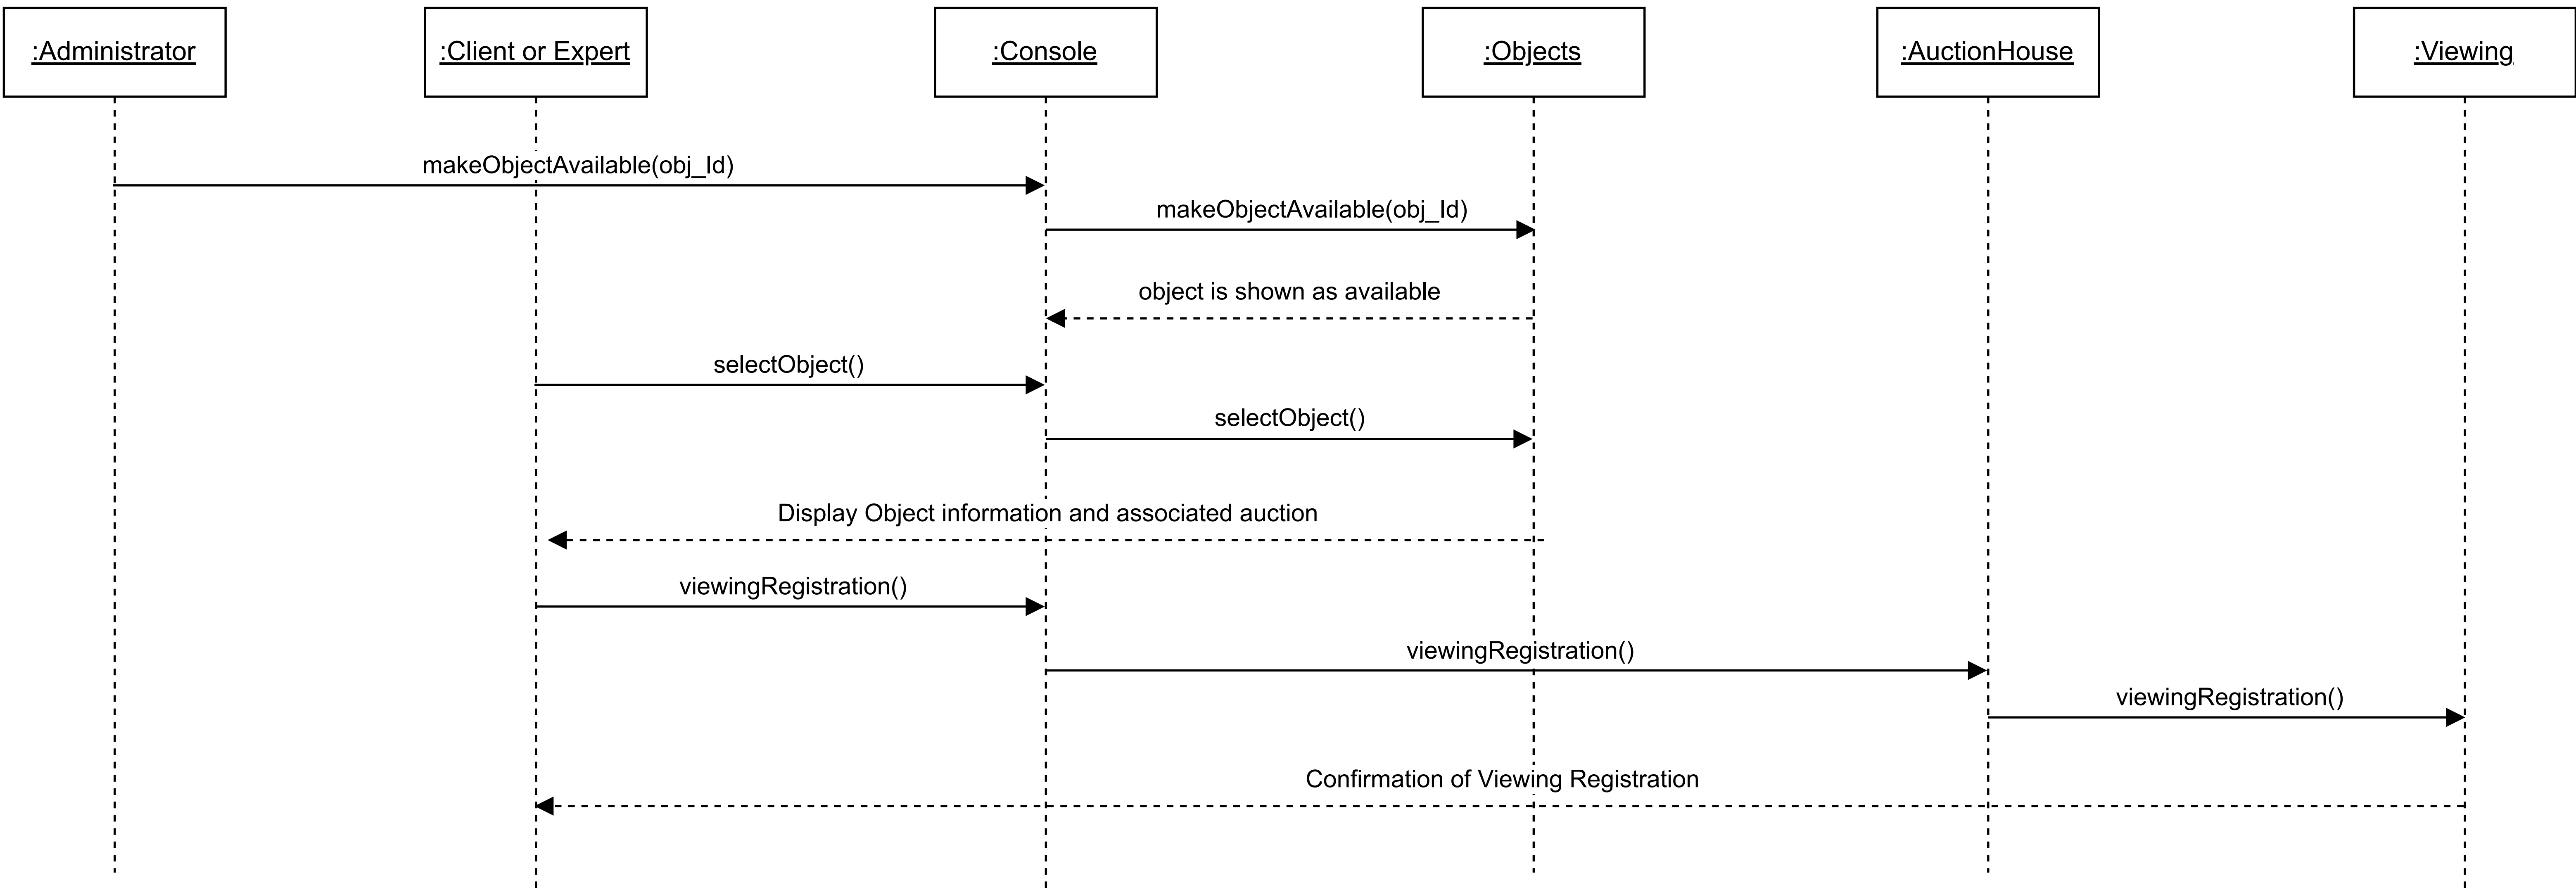 :Administrator
:Client or Expert
:Console
:Objects
:AuctionHouse
:Viewing
makeObjectAvailable(obj_Id)
makeObjectAvailable(obj_Id)
object is shown as available
selectObject()
selectObject()
Display Object information and associated auction
viewingRegistration()
viewingRegistration()
viewingRegistration()
Confirmation of Viewing Registration